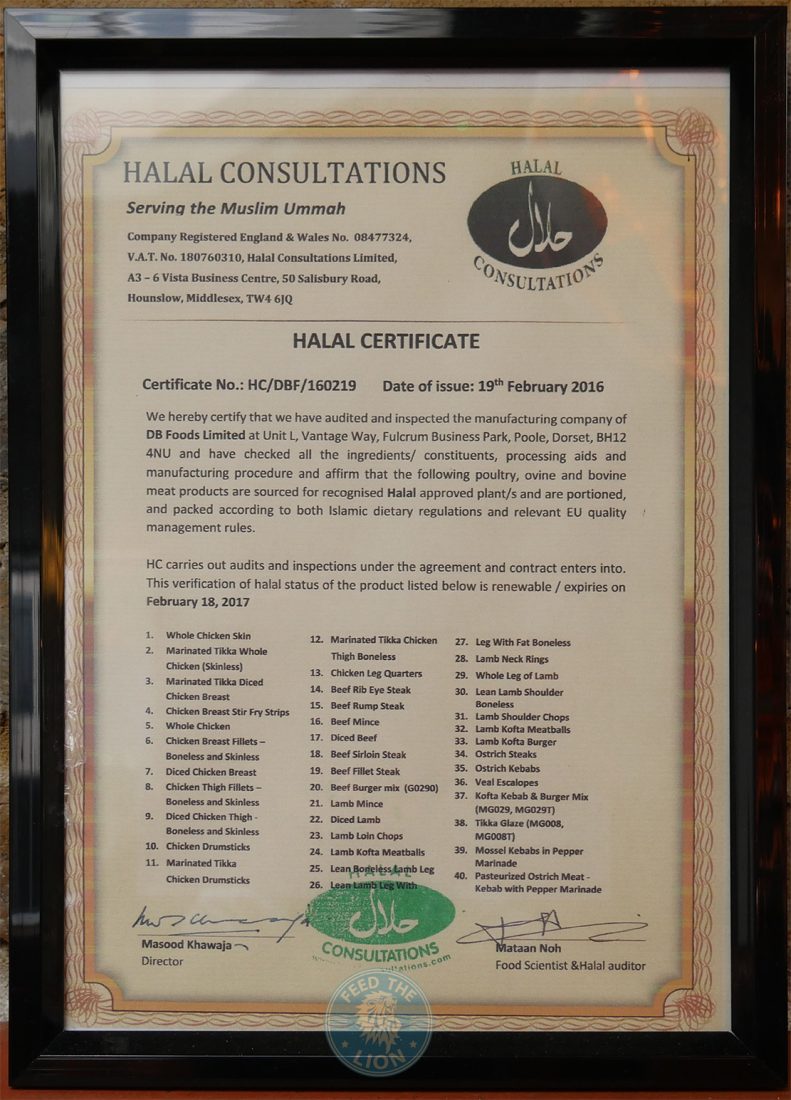 HALAL CONSULTATIONS
Serving the Muslim Ummah
Company Registered England & Wales No. 08477324,
V.A.T. No. 180760310, Halal Consultations Limited,
A3 – 6 Vista Business Centre, 50 Salisbury Road,
Hounslow, Middlesex, TW4 6JQ
HALAL
حلال
CONSULTATIONS
HALAL CERTIFICATE
Certificate No.: HC/DBF/160219 Date of issue: 19th February 2016
We hereby certify that we have audited and inspected the manufacturing company of
DB Foods Limited at Unit L, Vantage Way, Fulcrum Business Park, Poole, Dorset, BH12
4NU and have checked all the ingredients/ constituents, processing aids and
manufacturing procedure and affirm that the following poultry, ovine and bovine
meat products are sourced for recognised Halal approved plant/s and are portioned,
and packed according to both Islamic dietary regulations and relevant EU quality
management rules.
HC carries out audits and inspections under the agreement and contract enters into.
This verification of halal status of the product listed below is renewable / expiries on
February 18, 2017
1. Whole Chicken Skin
2. Marinated Tikka Whole
Chicken (Skinless)
3. Marinated Tikka Diced
Chicken Breast
4. Chicken Breast Stir Fry Strips
5. Whole Chicken
6. Chicken Breast Fillets –
Boneless and Skinless
7. Diced Chicken Breast
8. Chicken Thigh Fillets –
Boneless and Skinless
9. Diced Chicken Thigh -
Boneless and Skinless
10. Chicken Drumsticks
11. Marinated Tikka
Chicken Drumsticks
12. Marinated Tikka Chicken
Thigh Boneless
13. Chicken Leg Quarters
14. Beef Rib Eye Steak
15. Beef Rump Steak
16. Beef Mince
17. Diced Beef
18. Beef Sirloin Steak
19. Beef Fillet Steak
20. Beef Burger mix (G0290)
21. Lamb Mince
22. Diced Lamb
23. Lamb Loin Chops
24. Lamb Kofta Meatballs
25. Lean Boneless Lamb Leg
26. Lean Lamb Leg With
27. Leg With Fat Boneless
28. Lamb Neck Rings
29. Whole Leg of Lamb
30. Lean Lamb Shoulder
Boneless
31. Lamb Shoulder Chops
32. Lamb Kofta Meatballs
33. Lamb Kofta Burger
34. Ostrich Steaks
35. Ostrich Kebabs
36. Veal Escalopes
37. Kofta Kebab & Burger Mix
(MG029, MG029T)
38. Tikka Glaze (MG008,
MG008T)
39. Mossel Kebabs in Pepper
Marinade
40. Pasteurized Ostrich Meat -
Kebab with Pepper Marinade
HALAL
حلال
CONSULTATIONS
Masood Khawaja
Director
Mataan Noh
Food Scientist &Halal auditor
FEED THE
LION